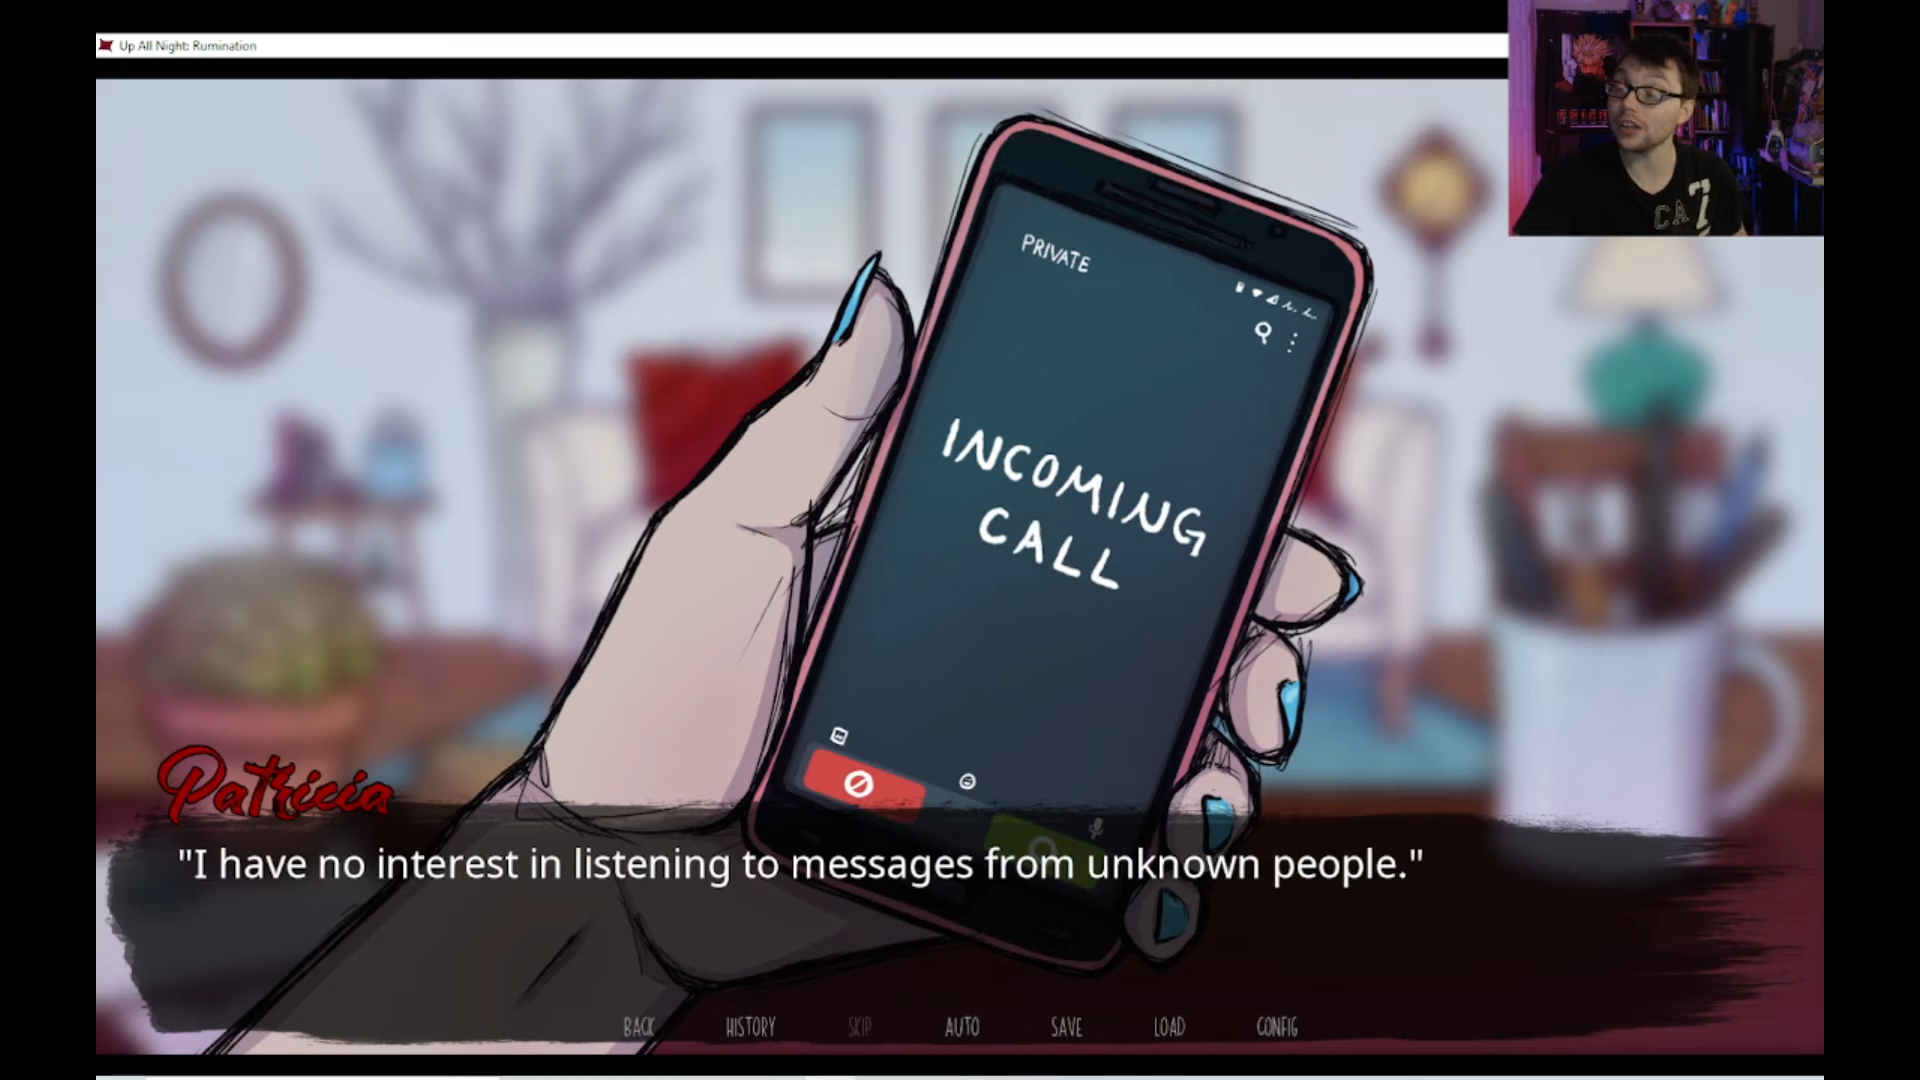 Up All Night: Rumination
CA
PRIVATE
INCOMING
CALL
Patricia
"I have no interest in listening to messages from unknown people."
BACK HISTORY SKIP AUTO SAVE LOAD CONFIG